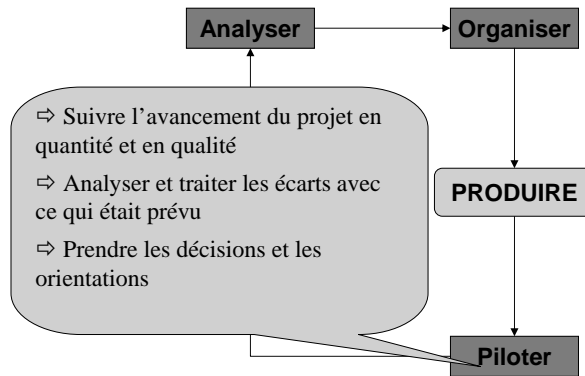 Analyser
Organiser
⇨ Suivre l’avancement du projet en
quantité et en qualité
⇨ Analyser et traiter les écarts avec
ce qui était prévu
⇨ Prendre les décisions et les
orientations
PRODUIRE
Piloter